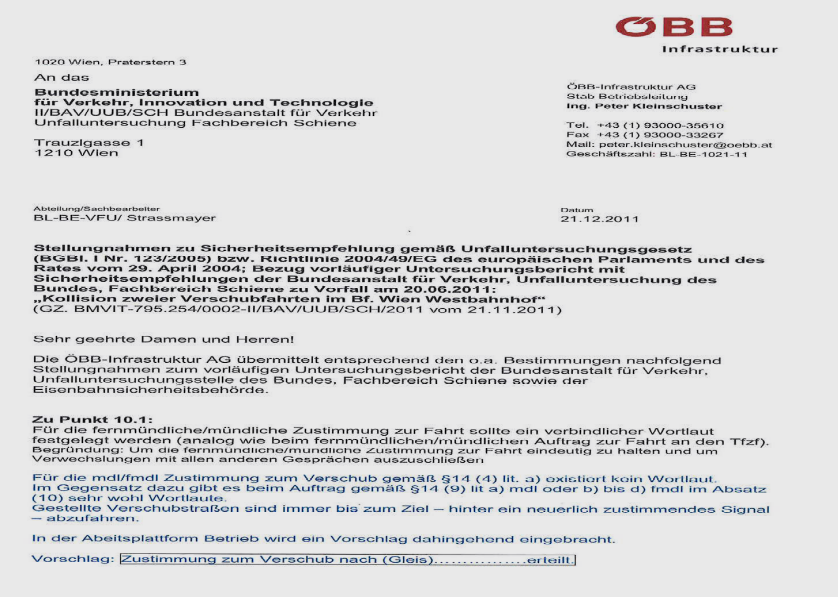 ÖBB
Infrastruktur
1020 Wien, Praterstern 3
An das
Bundesministerium
für Verkehr, Innovation und Technologie
II/BAV/UUB/SCH Bundesanstalt für Verkehr
Unfalluntersuchung Fachbereich Schiene
Trauzlgasse 1
1210 Wien
ÖBB-Infrastruktur AG
Stab Betriebsleitung
Ing. Peter Kleinschuster
Tel. +43 (1) 93000-35610
Fax +43 (1) 93000-33267
Mail: peter.kleinschuster@oebb.at
Geschäftszahl: BL-BE-1021-11
Abteilung/Sachbearbeiter
BL-BE-VFU/ Strassmayer
Datum
21.12.2011
Stellungnahmen zu Sicherheitsempfehlung gemäß Unfalluntersuchungsgesetz
(BGBl. I Nr. 123/2005) bzw. Richtlinie 2004/49/EG des europäischen Parlaments und des
Rates vom 29. April 2004; Bezug vorläufiger Untersuchungsbericht mit
Sicherheitsempfehlungen der Bundesanstalt für Verkehr, Unfalluntersuchung des
Bundes, Fachbereich Schiene zu Vorfall am 20.06.2011:
„Kollision zweier Verschubfahrten im Bf. Wien Westbahnhof“
(GZ. BMVIT-795.254/0002-II/BAV/UUB/SCH/2011 vom 21.11.2011)
Sehr geehrte Damen und Herren!
Die ÖBB-Infrastruktur AG übermittelt entsprechend den o.a. Bestimmungen nachfolgend
Stellungnahmen zum vorläufigen Untersuchungsbericht der Bundesanstalt für Verkehr,
Unfalluntersuchungsstelle des Bundes, Fachbereich Schiene sowie der
Eisenbahnsicherheitsbehörde.
Zu Punkt 10.1:
Für die fernmündliche/mündliche Zustimmung zur Fahrt sollte ein verbindlicher Wortlaut
festgelegt werden (analog wie beim fernmündlichen/mündlichen Auftrag zur Fahrt an den Tfzf).
Begründung: Um die fernmündliche/mündliche Zustimmung zur Fahrt eindeutig zu halten und um
Verwechslungen mit allen anderen Gesprächen auszuschließen
Für die mdl/fmdl Zustimmung zum Verschub gemäß §14 (4) lit. a) existiert kein Wortlaut.
Im Gegensatz dazu gibt es beim Auftrag gemäß §14 (9) lit a) mdl oder b) bis d) fmdl im Absatz
(10) sehr wohl Wortlaute.
Gestellte Verschubstraßen sind immer bis zum Ziel – hinter ein neuerlich zustimmendes Signal
– abzufahren.
In der Abeitsplattform Betrieb wird ein Vorschlag dahingehend eingebracht.
Vorschlag: Zustimmung zum Verschub nach (Gleis)................erteilt.